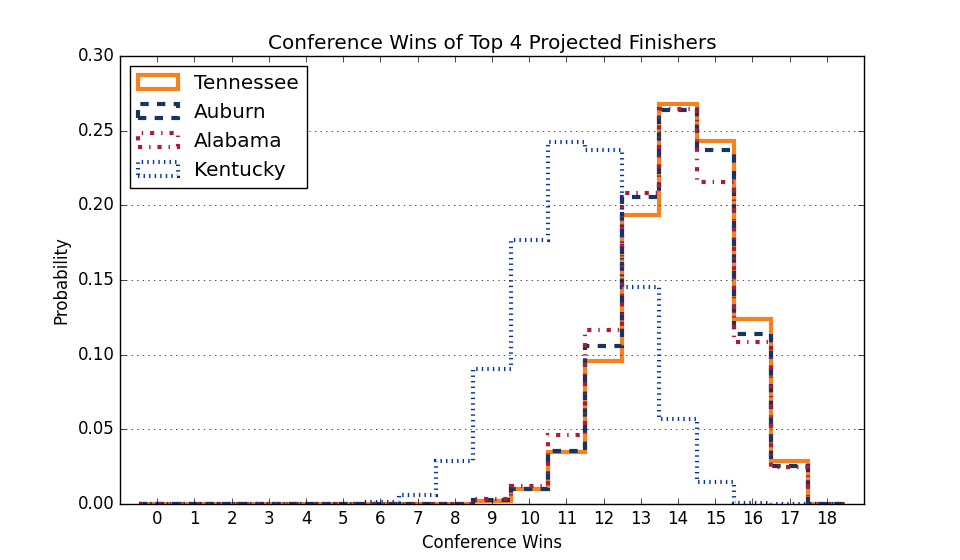 Conference Wins of Top 4 Projected Finishers
0.30
0.25
0.20
0.15
0.10
0.05
0.00
Probability
Tennessee
Auburn
Alabama
Kentucky
0 1 2 3 4 5 6 7 8 9 10 11 12 13 14 15 16 17 18
Conference Wins